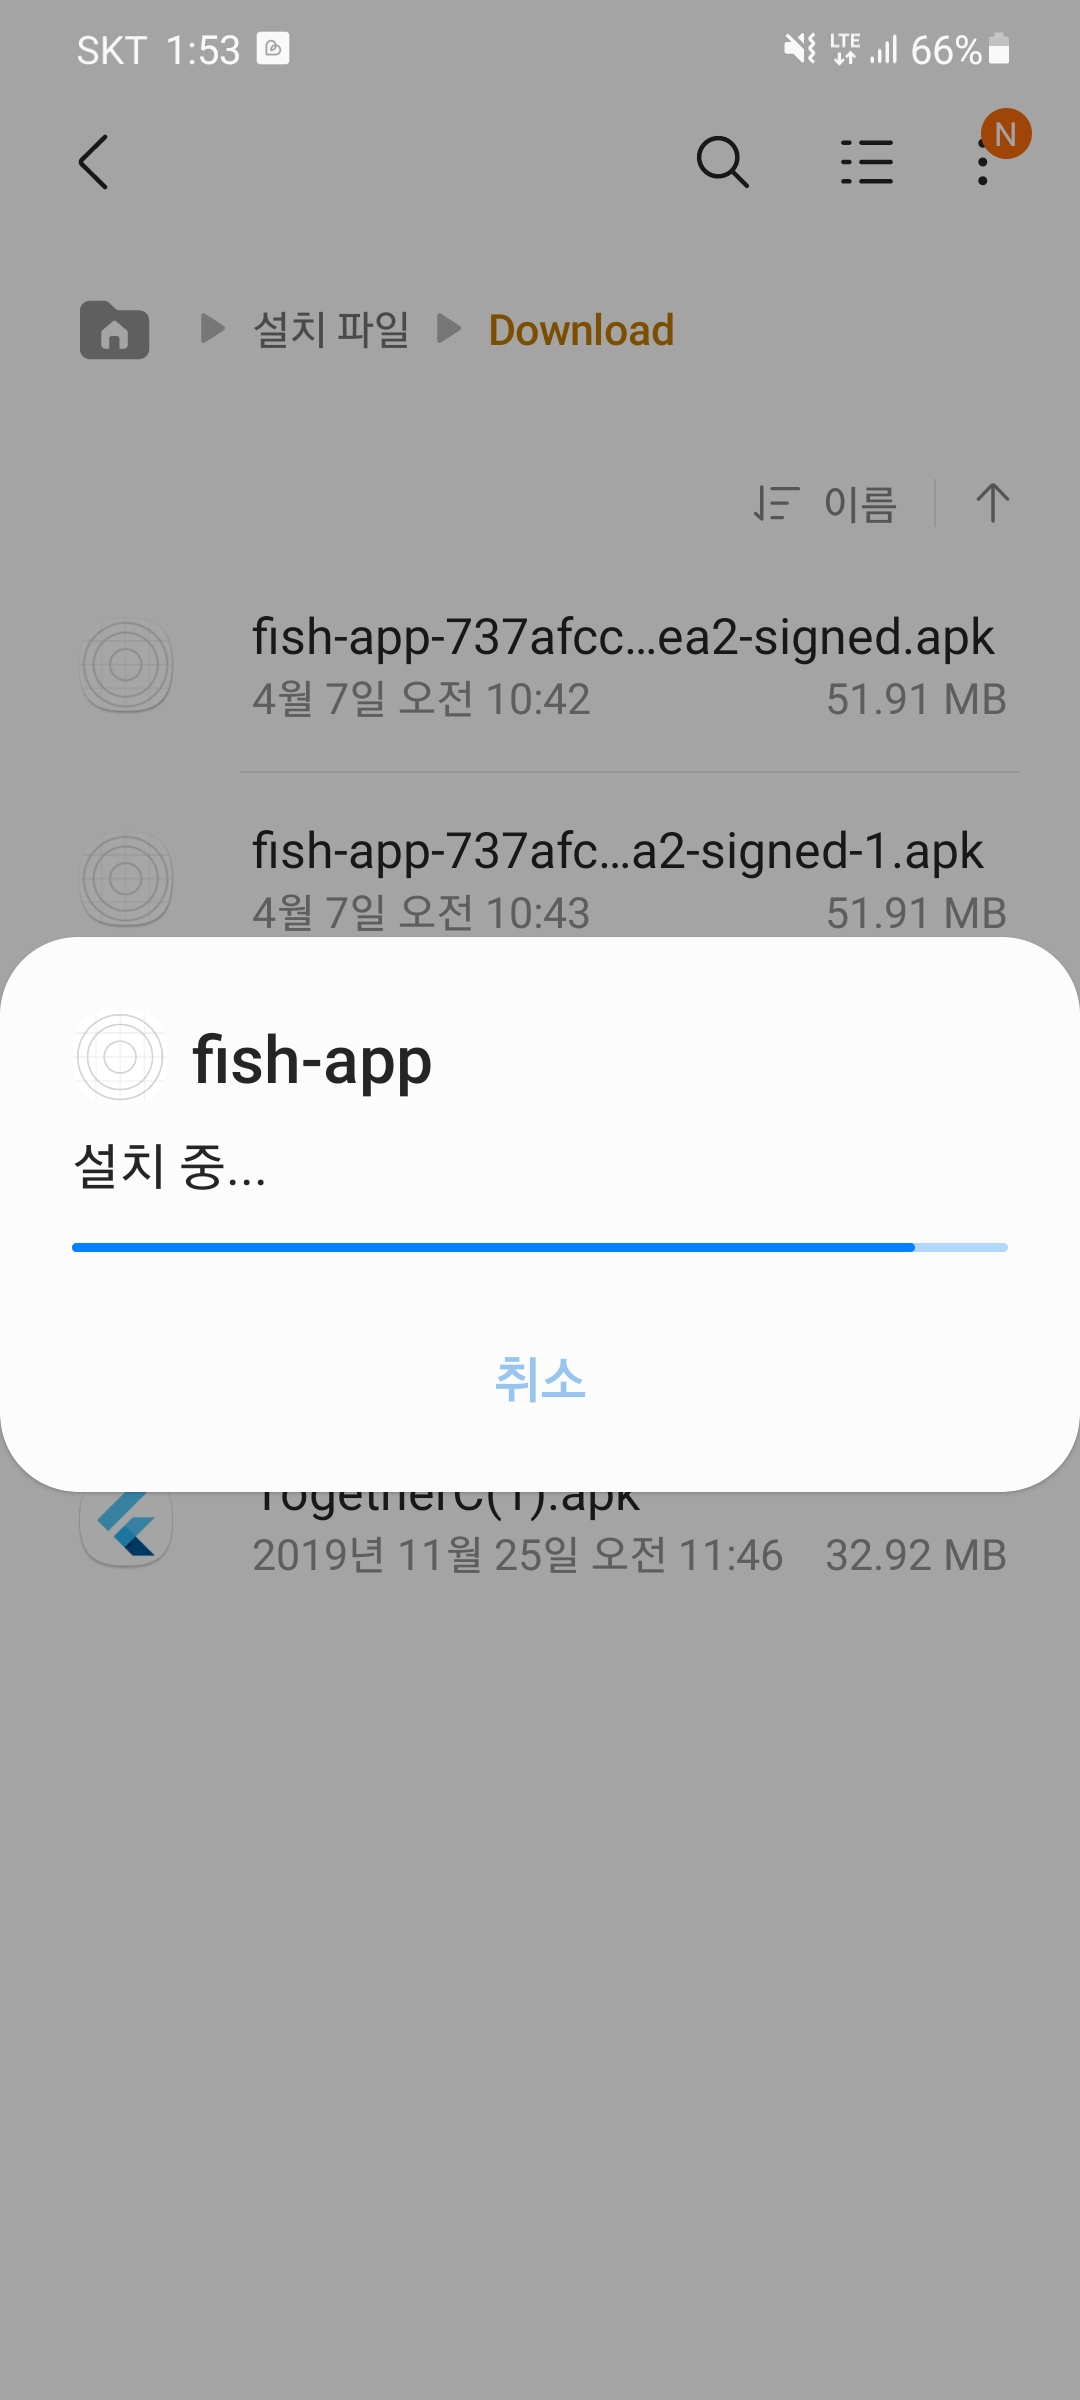 SKT 1:53 LTE 66%
N
설치 파일 Download
이름
fish-app-737afcc...ea2-signed.apk
4월 7일 오전 10:42 51.91 MB
fish-app-737afc...a2-signed-1.apk
4월 7일 오전 10:43 51.91 MB
fish-app
설치 중...
취소
TogetherC(1).apk
2019년 11월 25일 오전 11:46 32.92 MB